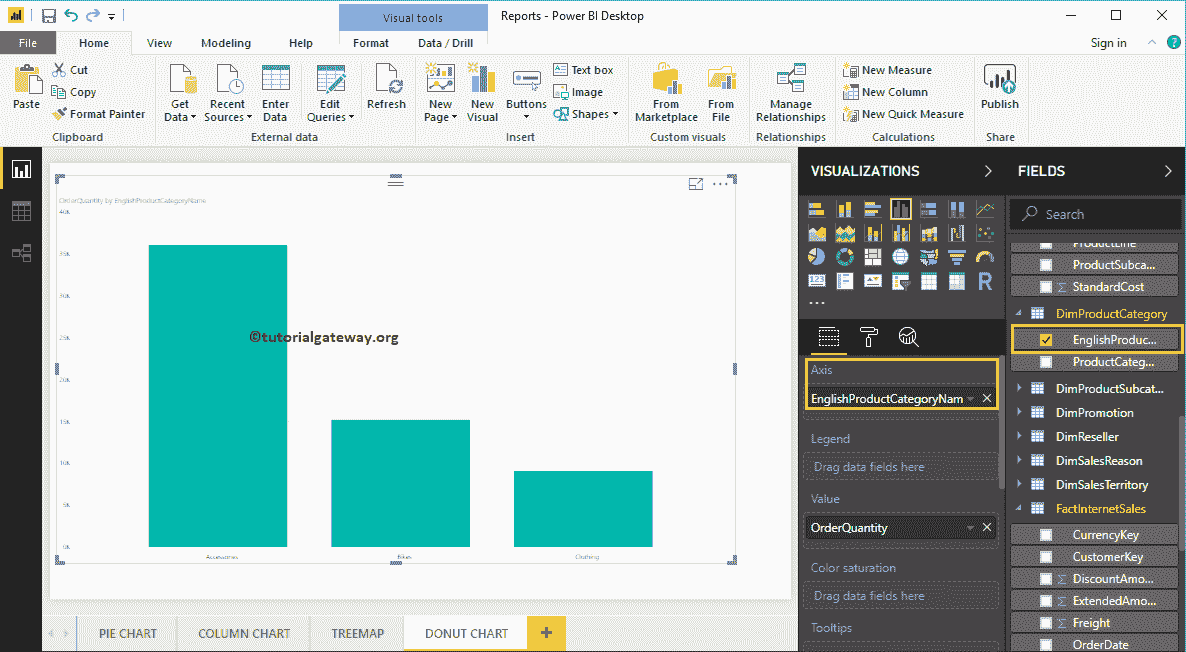 Visual tools
Reports - Power BI Desktop
File
Home
View
Modeling
Help
Format
Data / Drill
Sign in
?
Paste
Cut
Copy
Format Painter
Clipboard
Get Data
Recent Sources
Enter Data
Edit Queries
External data
Refresh
New Page
New Visual
Buttons
Text box
Image
Shapes
Insert
From Marketplace
From File
Custom visuals
Manage Relationships
Relationships
New Measure
New Column
New Quick Measure
Calculations
Publish
Share
OrderQuantity by EnglishProductCategoryName
40K
35K
30K
25K
20K
15K
10K
5K
0K
Accessories
Bikes
Clothing
©tutorialgateway.org
VISUALIZATIONS
123
R
Axis
EnglishProductCategoryNam
Legend
Drag data fields here
Value
OrderQuantity
Color saturation
Drag data fields here
Tooltips
FIELDS
Search
ProductLine
ProductSubca...
Σ StandardCost
DimProductCategory
EnglishProduc...
ProductCateg...
DimProductSubcat...
DimPromotion
DimReseller
DimSalesReason
DimSalesTerritory
FactInternetSales
CurrencyKey
CustomerKey
Σ DiscountAmo...
Σ ExtendedAmo...
Σ Freight
OrderDate
PIE CHART
COLUMN CHART
TREEMAP
DONUT CHART
+